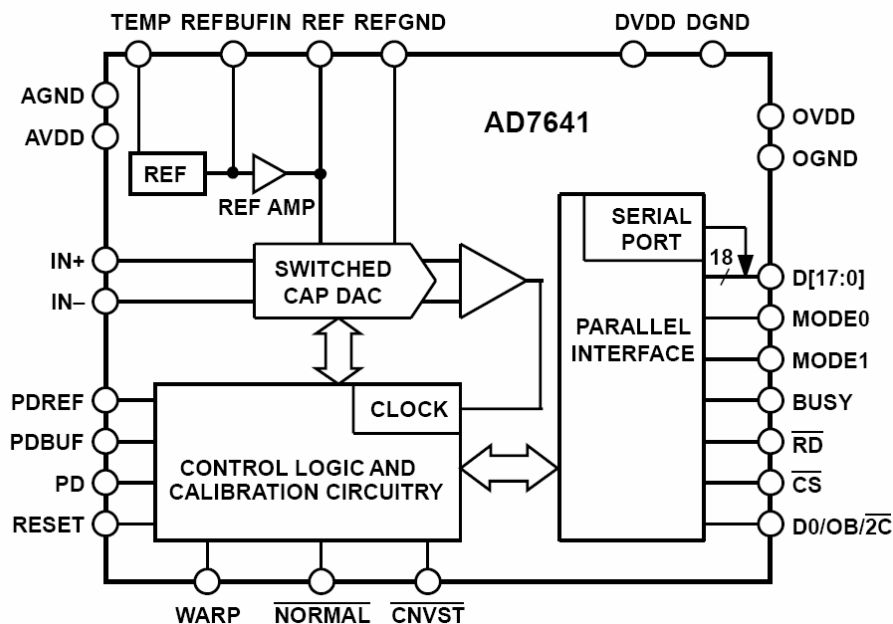 TEMP REFBUFIN REF REFGND DVDD DGND
AGND
AVDD
AD7641
OVDD
OGND
REF
REF AMP
SERIAL
PORT
18
IN+
IN–
SWITCHED
CAP DAC
D[17:0]
MODE0
MODE1
BUSY
RD
CS
D0/OB/2C
PARALLEL
INTERFACE
PDREF
PDBUF
PD
RESET
CLOCK
CONTROL LOGIC AND
CALIBRATION CIRCUITRY
WARP NORMAL CNVST